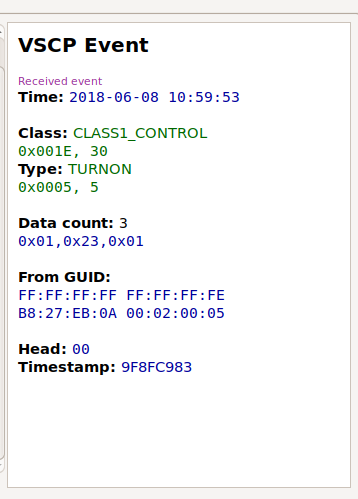 VSCP Event
Received event
Time: 2018-06-08 10:59:53
Class: CLASS1_CONTROL
0x001E, 30
Type: TURNON
0x0005, 5
Data count: 3
0x01,0x23,0x01
From GUID:
FF:FF:FF:FF FF:FF:FF:FE
B8:27:EB:0A 00:02:00:05
Head: 00
Timestamp: 9F8FC983